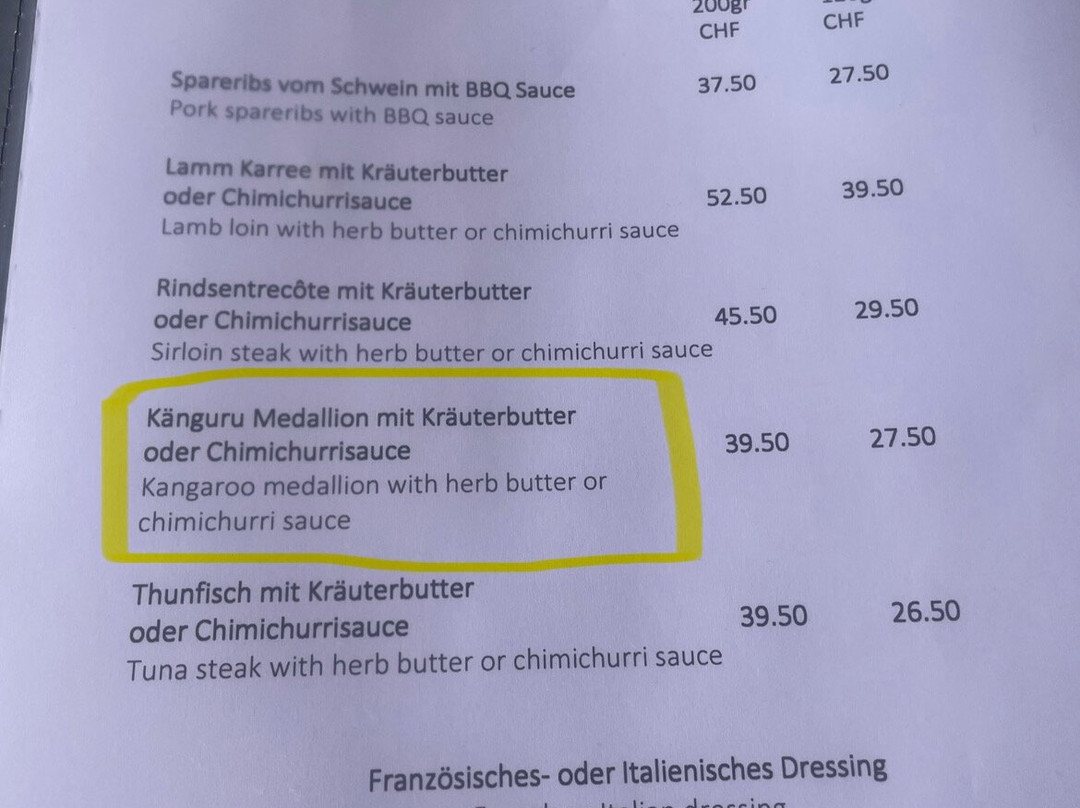 200gr
CHF CHF
Spareribs vom Schwein mit BBQ Sauce 37.50 27.50
Pork spareribs with BBQ sauce
Lamm Karree mit Kräuterbutter
oder Chimichurrisauce 52.50 39.50
Lamb loin with herb butter or chimichurri sauce
Rindsentrecôte mit Kräuterbutter
oder Chimichurrisauce 45.50 29.50
Sirloin steak with herb butter or chimichurri sauce
Känguru Medallion mit Kräuterbutter
oder Chimichurrisauce 39.50 27.50
Kangaroo medallion with herb butter or
chimichurri sauce
Thunfisch mit Kräuterbutter
oder Chimichurrisauce 39.50 26.50
Tuna steak with herb butter or chimichurri sauce
Französisches- oder Italienisches Dressing
dressing